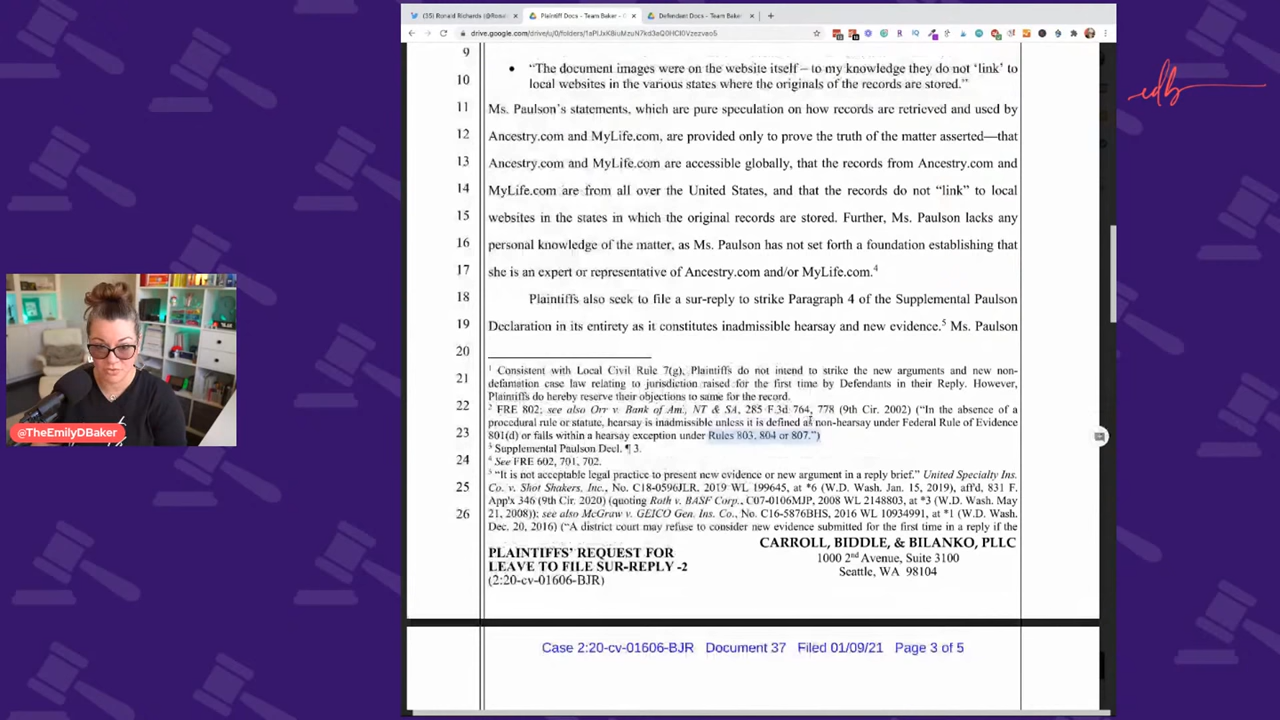 (35) Ronald Richards (@Rona
Plaintiff Docs - Team Baker - G
Defendant Docs - Team Baker
drive.google.com/drive/u/0/folders/
9
• “The document images were on the website itself – to my knowledge they do not ‘link’ to
10 local websites in the various states where the originals of the records are stored.”
11 Ms. Paulson’s statements, which are pure speculation on how records are retrieved and used by
12 Ancestry.com and MyLife.com, are provided only to prove the truth of the matter asserted—that
13 Ancestry.com and MyLife.com are accessible globally, that the records from Ancestry.com and
14 MyLife.com are from all over the United States, and that the records do not “link” to local
15 websites in the states in which the original records are stored. Further, Ms. Paulson lacks any
16 personal knowledge of the matter, as Ms. Paulson has not set forth a foundation establishing that
17 she is an expert or representative of Ancestry.com and/or MyLife.com.4
18 Plaintiffs also seek to file a sur-reply to strike Paragraph 4 of the Supplemental Paulson
19 Declaration in its entirety as it constitutes inadmissible hearsay and new evidence.5 Ms. Paulson
20
1 Consistent with Local Civil Rule 7(g), Plaintiffs do not intend to strike the new arguments and new non-
21 defamation case law relating to jurisdiction raised for the first time by Defendants in their Reply. However,
Plaintiffs do hereby reserve their objections to same for the record.
22 2 FRE 802; see also Orr v. Bank of Am., NT & SA, 285 F.3d 764, 778 (9th Cir. 2002) (“In the absence of a
procedural rule or statute, hearsay is inadmissible unless it is defined as non-hearsay under Federal Rule of Evidence
23 801(d) or falls within a hearsay exception under Rules 803, 804 or 807.”)
3 Supplemental Paulson Decl. ¶ 3.
24 4 See FRE 602, 701, 702.
5 “It is not acceptable legal practice to present new evidence or new argument in a reply brief.” United Specialty Ins.
25 Co. v. Shot Shakers, Inc., No. C18-0596JLR, 2019 WL 199645, at *6 (W.D. Wash. Jan. 15, 2019), aff'd, 831 F.
App'x 346 (9th Cir. 2020) (quoting Roth v. BASF Corp., C07-0106MJP, 2008 WL 2148803, at *3 (W.D. Wash. May
26 21, 2008)); see also McGraw v. GEICO Gen. Ins. Co., No. C16-5876BHS, 2016 WL 10934991, at *1 (W.D. Wash.
Dec. 20, 2016) (“A district court may refuse to consider new evidence submitted for the first time in a reply if the
PLAINTIFFS’ REQUEST FOR
LEAVE TO FILE SUR-REPLY -2
(2:20-cv-01606-BJR)
CARROLL, BIDDLE, & BILANKO, PLLC
1000 2nd Avenue, Suite 3100
Seattle, WA 98104
Case 2:20-cv-01606-BJR Document 37 Filed 01/09/21 Page 3 of 5
@TheEmilyDBaker
edb